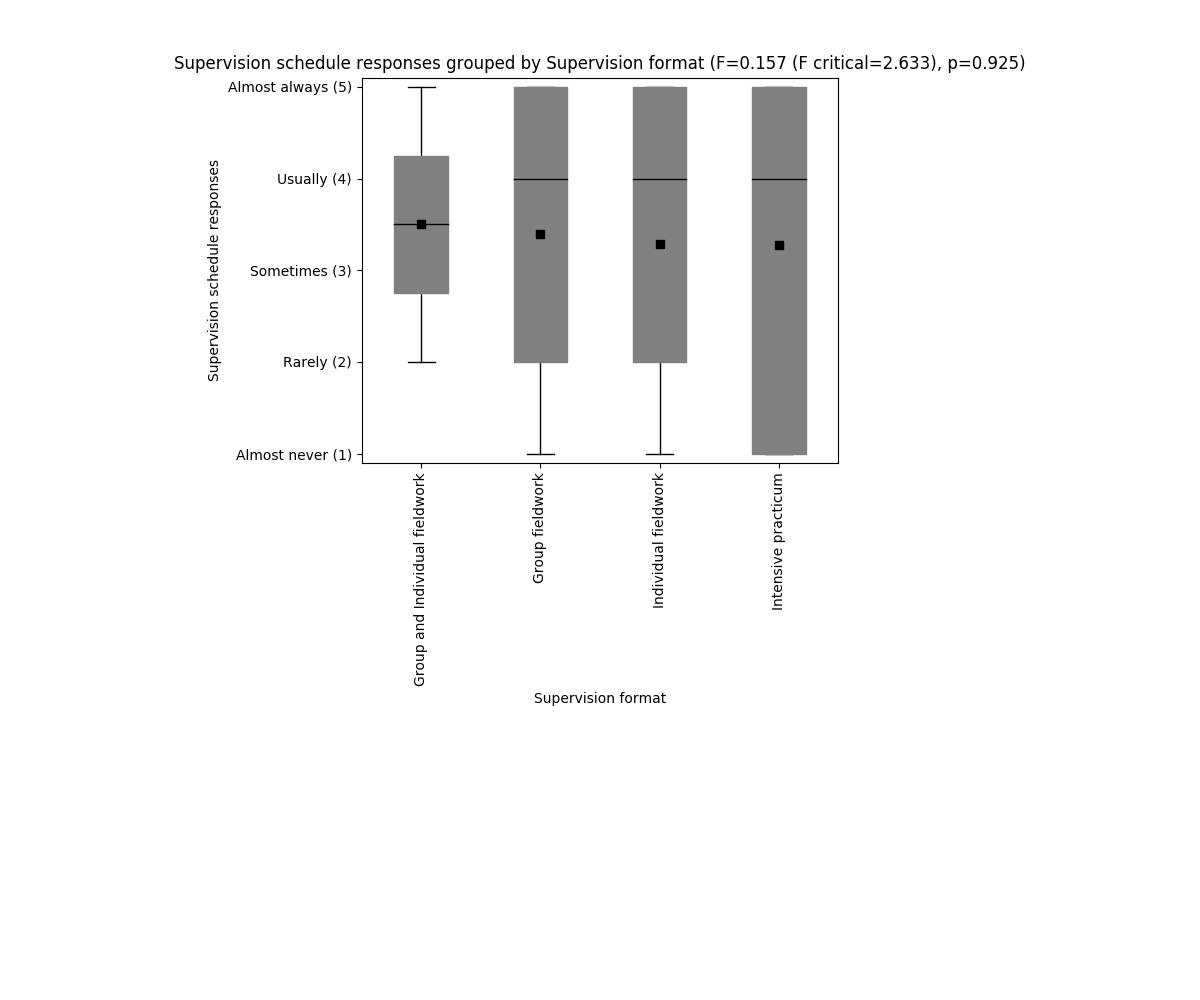 Supervision schedule responses grouped by Supervision format (F=0.157 (F critical=2.633), p=0.925)
Supervision schedule responses
Almost always (5)
Usually (4)
Sometimes (3)
Rarely (2)
Almost never (1)
Group and Individual fieldwork
Group fieldwork
Individual fieldwork
Intensive practicum
Supervision format